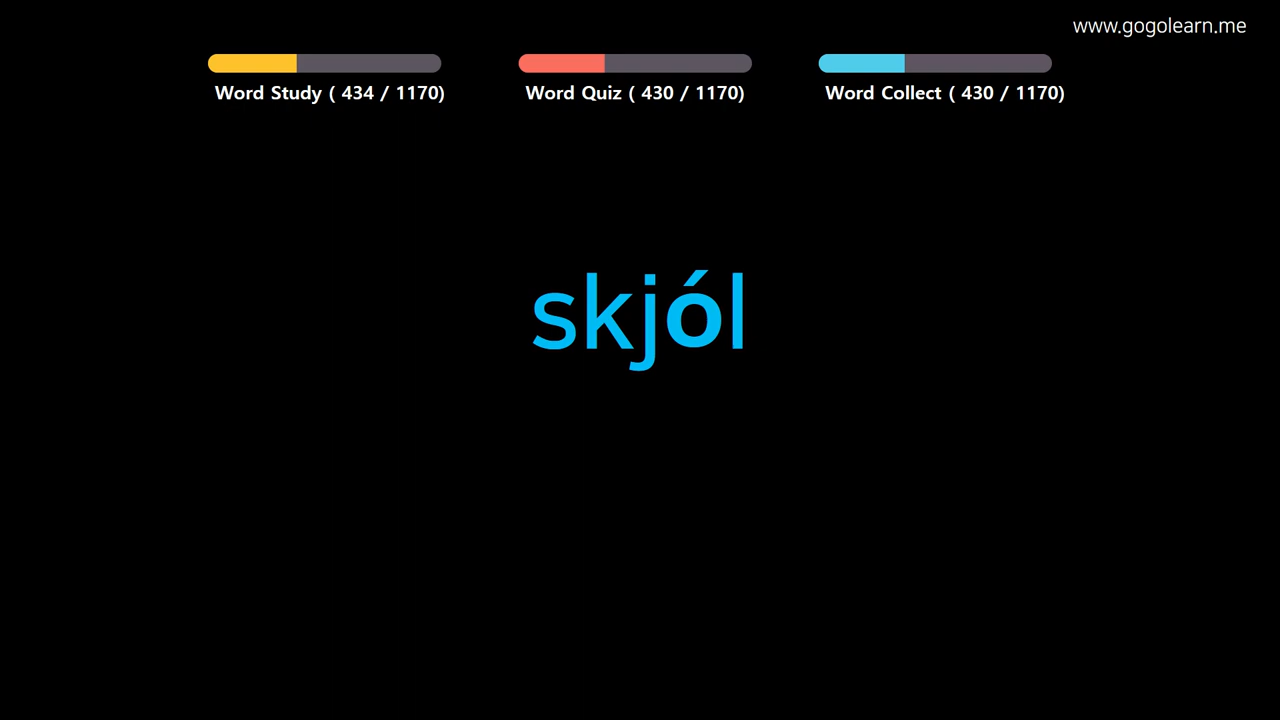 www.gogolearn.me
Word Study ( 434 / 1170)
Word Quiz ( 430 / 1170)
Word Collect ( 430 / 1170)
skjól